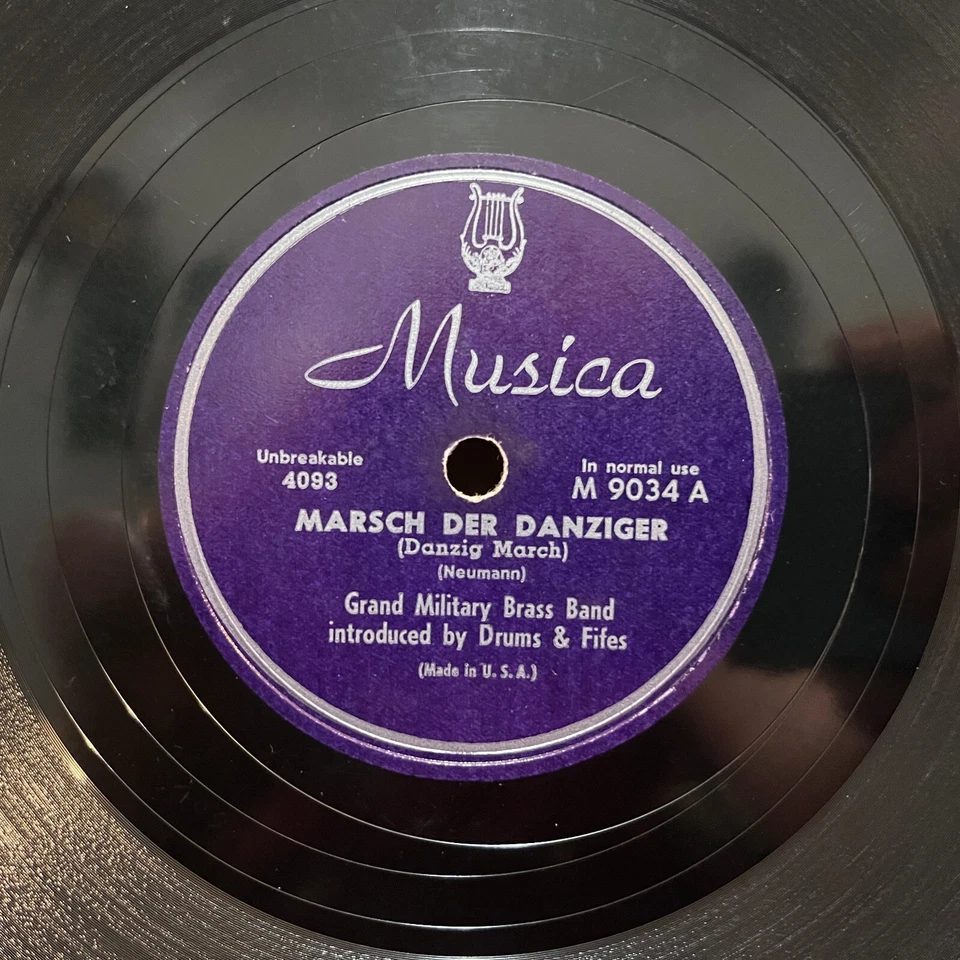 Musica
Unbreakable
4093
In normal use
M 9034 A
MARSCH DER DANZIGER
(Danzig March)
(Neumann)
Grand Military Brass Band
introduced by Drums & Fifes
(Made in U.S.A.)